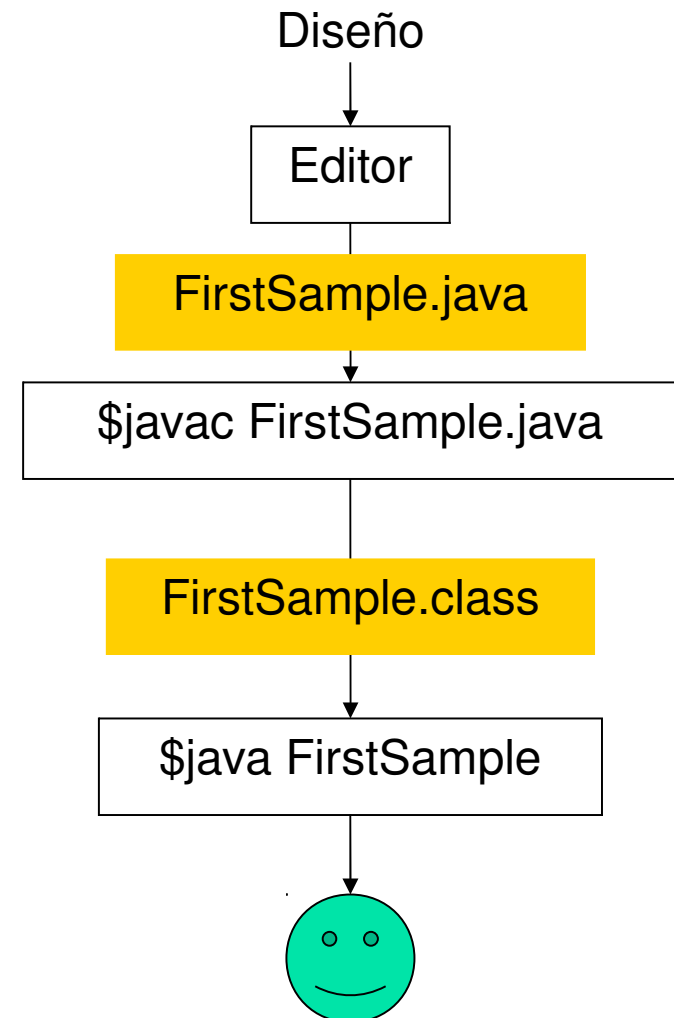 Diseño
Editor
FirstSample.java
$javac FirstSample.java
FirstSample.class
$java FirstSample